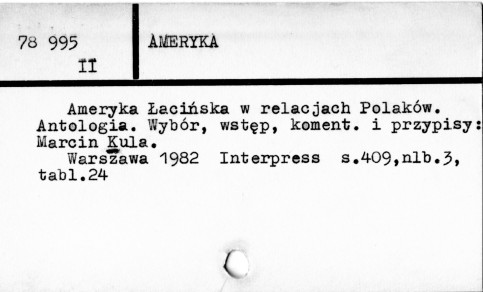 78 995 AMERYKA
II
Ameryka Łacińska w relacjach Polaków.
Antologia. Wybór, wstęp, koment. i przypisy:
Marcin Kula.
Warszawa 1982 Interpress s.409,nlb.3,
tabl.24